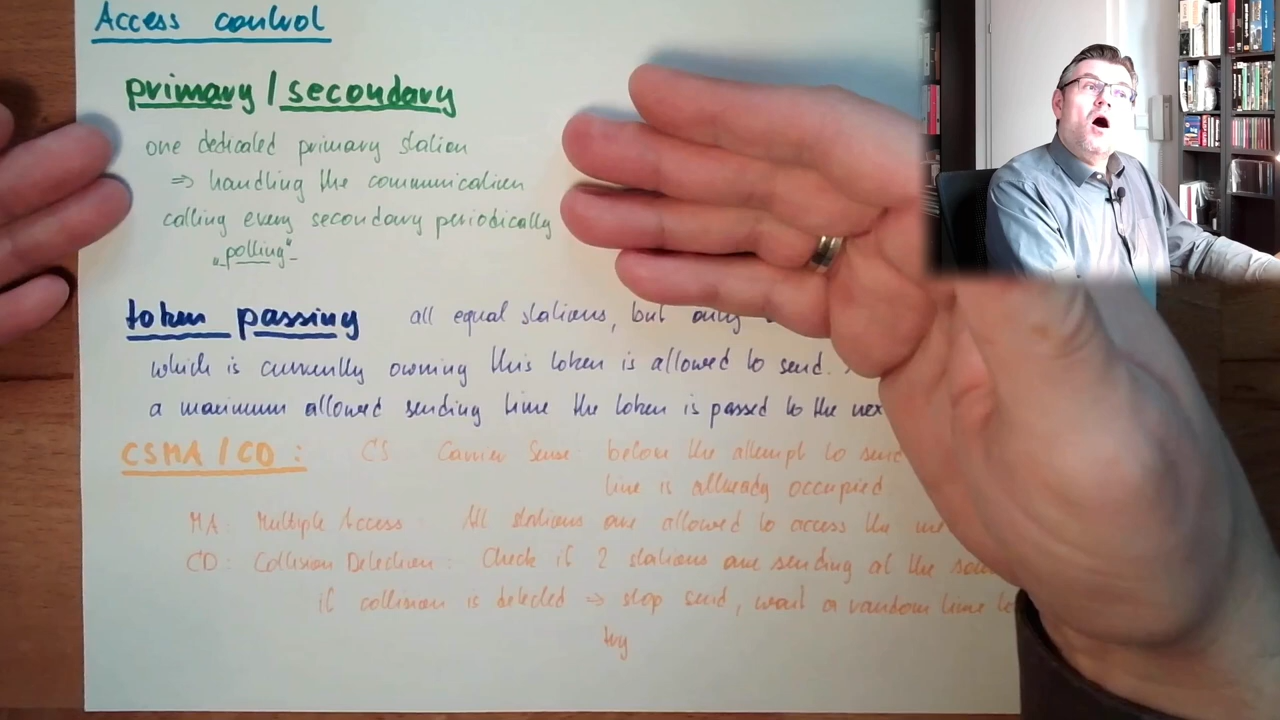 Access control
primary / secondary
one dedicated primary station
⇒ handling the communication
calling every secondary periodically
„polling"
token passing all equal stations, but only
which is currently owning this token is allowed to send.
a maximum allowed sending time the token is passed to the nex
CSMA / CD : CS Carrier Sense before the attempt to send
line is allready occupied
MA: Multiple Access: All stations are allowed to access the me
CD: Collision Detection: Check if 2 stations are sending at the sa
if collision is detected ⇒ stop send, wait a random time
try